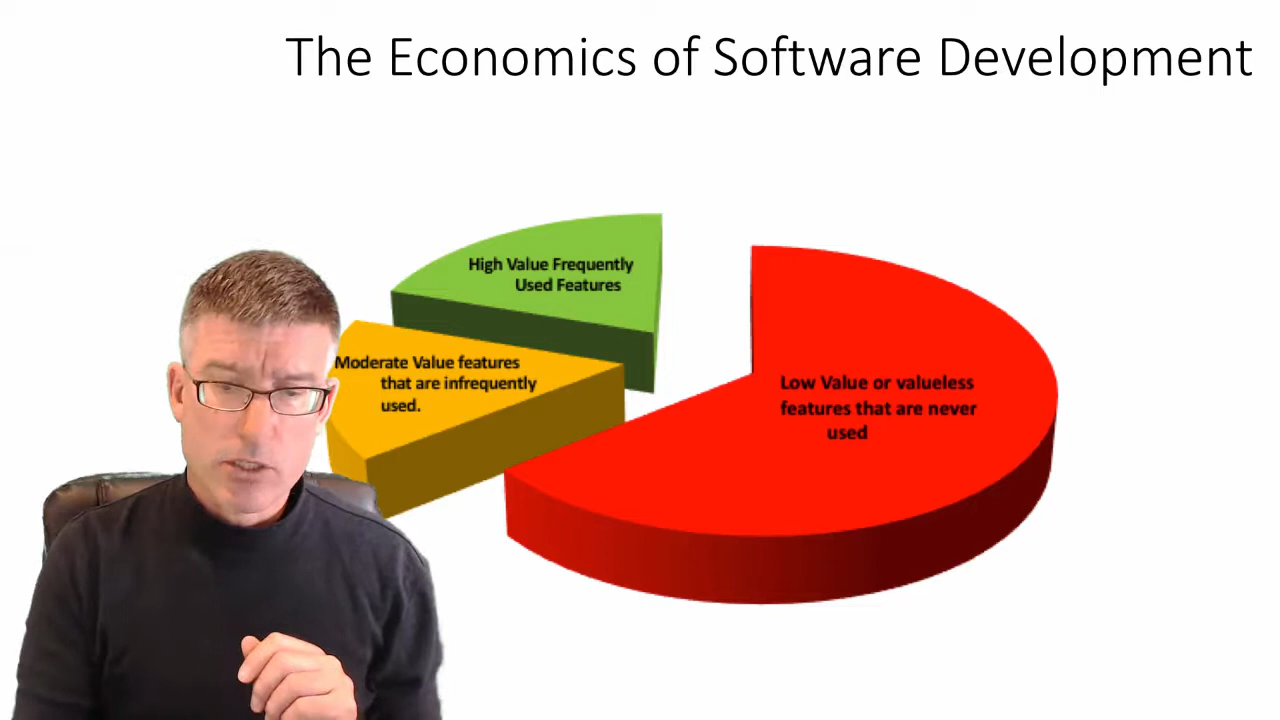 The Economics of Software Development
High Value Frequently
Used Features
Moderate Value features
that are infrequently
used.
Low Value or valueless
features that are never
used